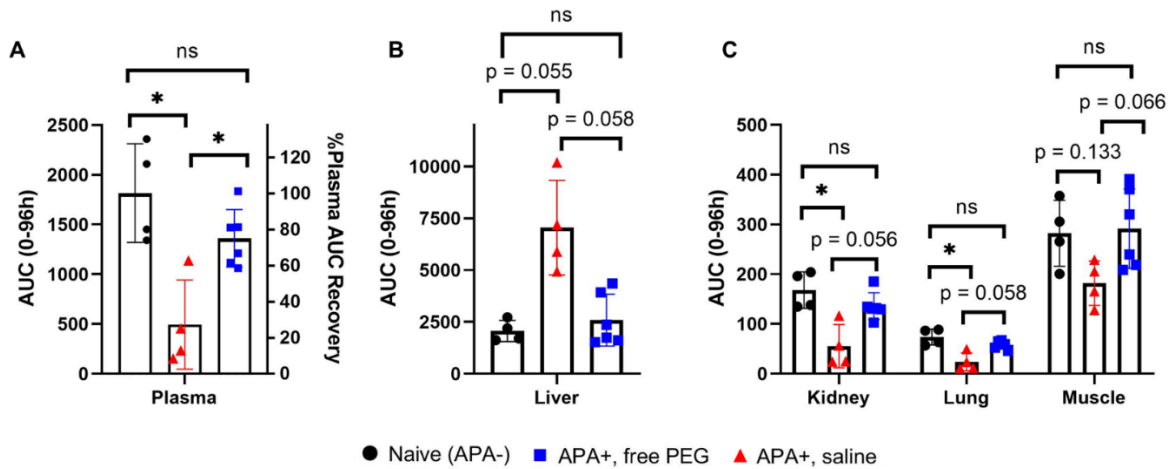 A
ns
*
*
AUC (0-96h)
2500
2000
1500
1000
500
0
%Plasma AUC Recovery
120
100
80
60
40
20
0
Plasma
B
ns
p = 0.055
p = 0.058
AUC (0-96h)
10000
7500
5000
2500
0
Liver
C
ns
p = 0.066
p = 0.133
ns
*
p = 0.056
ns
*
p = 0.058
AUC (0-96h)
500
400
300
200
100
0
Kidney
Lung
Muscle
Naive (APA-)
APA+, free PEG
APA+, saline